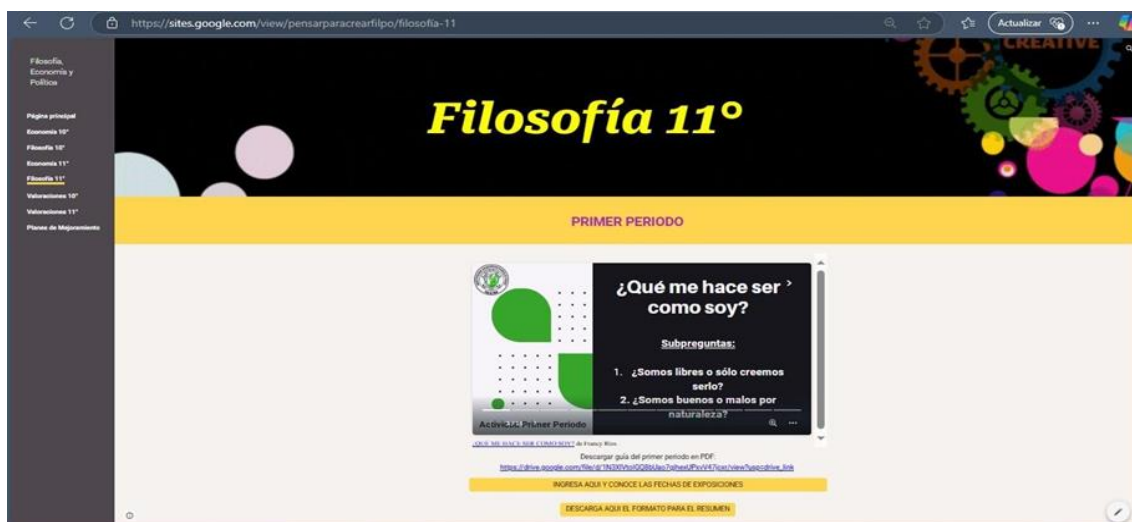 https://sites.google.com/view/pensarparacrearfilpo/filosofía-11
Actualizar
Filosofía,
Economía y
Política
Página principal
Economía 10°
Filosofía 10°
Economía 11°
Filosofía 11°
Valoraciones 10°
Valoraciones 11°
Planes de Mejoramiento
CREATIVE
Filosofía 11°
PRIMER PERIODO
¿Qué me hace ser
como soy?
Subpreguntas:
1. ¿Somos libres o sólo creemos
serlo?
2. ¿Somos buenos o malos por
naturaleza?
Primer Periodo
¿QUÉ ME HACE SER COMO SOY? de Francy Ríos
Descargar guía del primer periodo en PDF:
INGRESA AQUI Y CONOCE LAS FECHAS DE EXPOSICIONES
DESCARGA AQUI EL FORMATO PARA EL RESUMEN